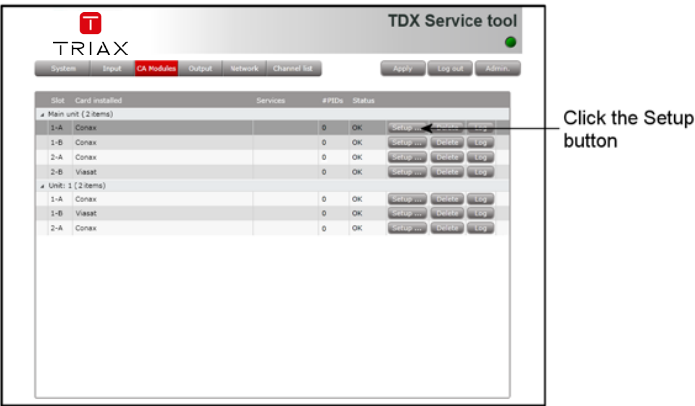 TDX Service tool
T
TRIAX
System Input CA Modules Output Network Channel list Apply Log out Admin.
Slot Card installed Services #PIDs Status
Main unit ( 2 items)
1-A Conax 0 OK Setup ... Delete Log
Click the Setup
button
1-B Conax 0 OK Setup ... Delete Log
2-A Conax 0 OK Setup ... Delete Log
2-B Viasat 0 OK Setup ... Delete Log
Unit: 1 ( 2 items)
1-A Conax 0 OK Setup ... Delete Log
1-B Viasat 0 OK Setup ... Delete Log
2-A Conax 0 OK Setup ... Delete Log